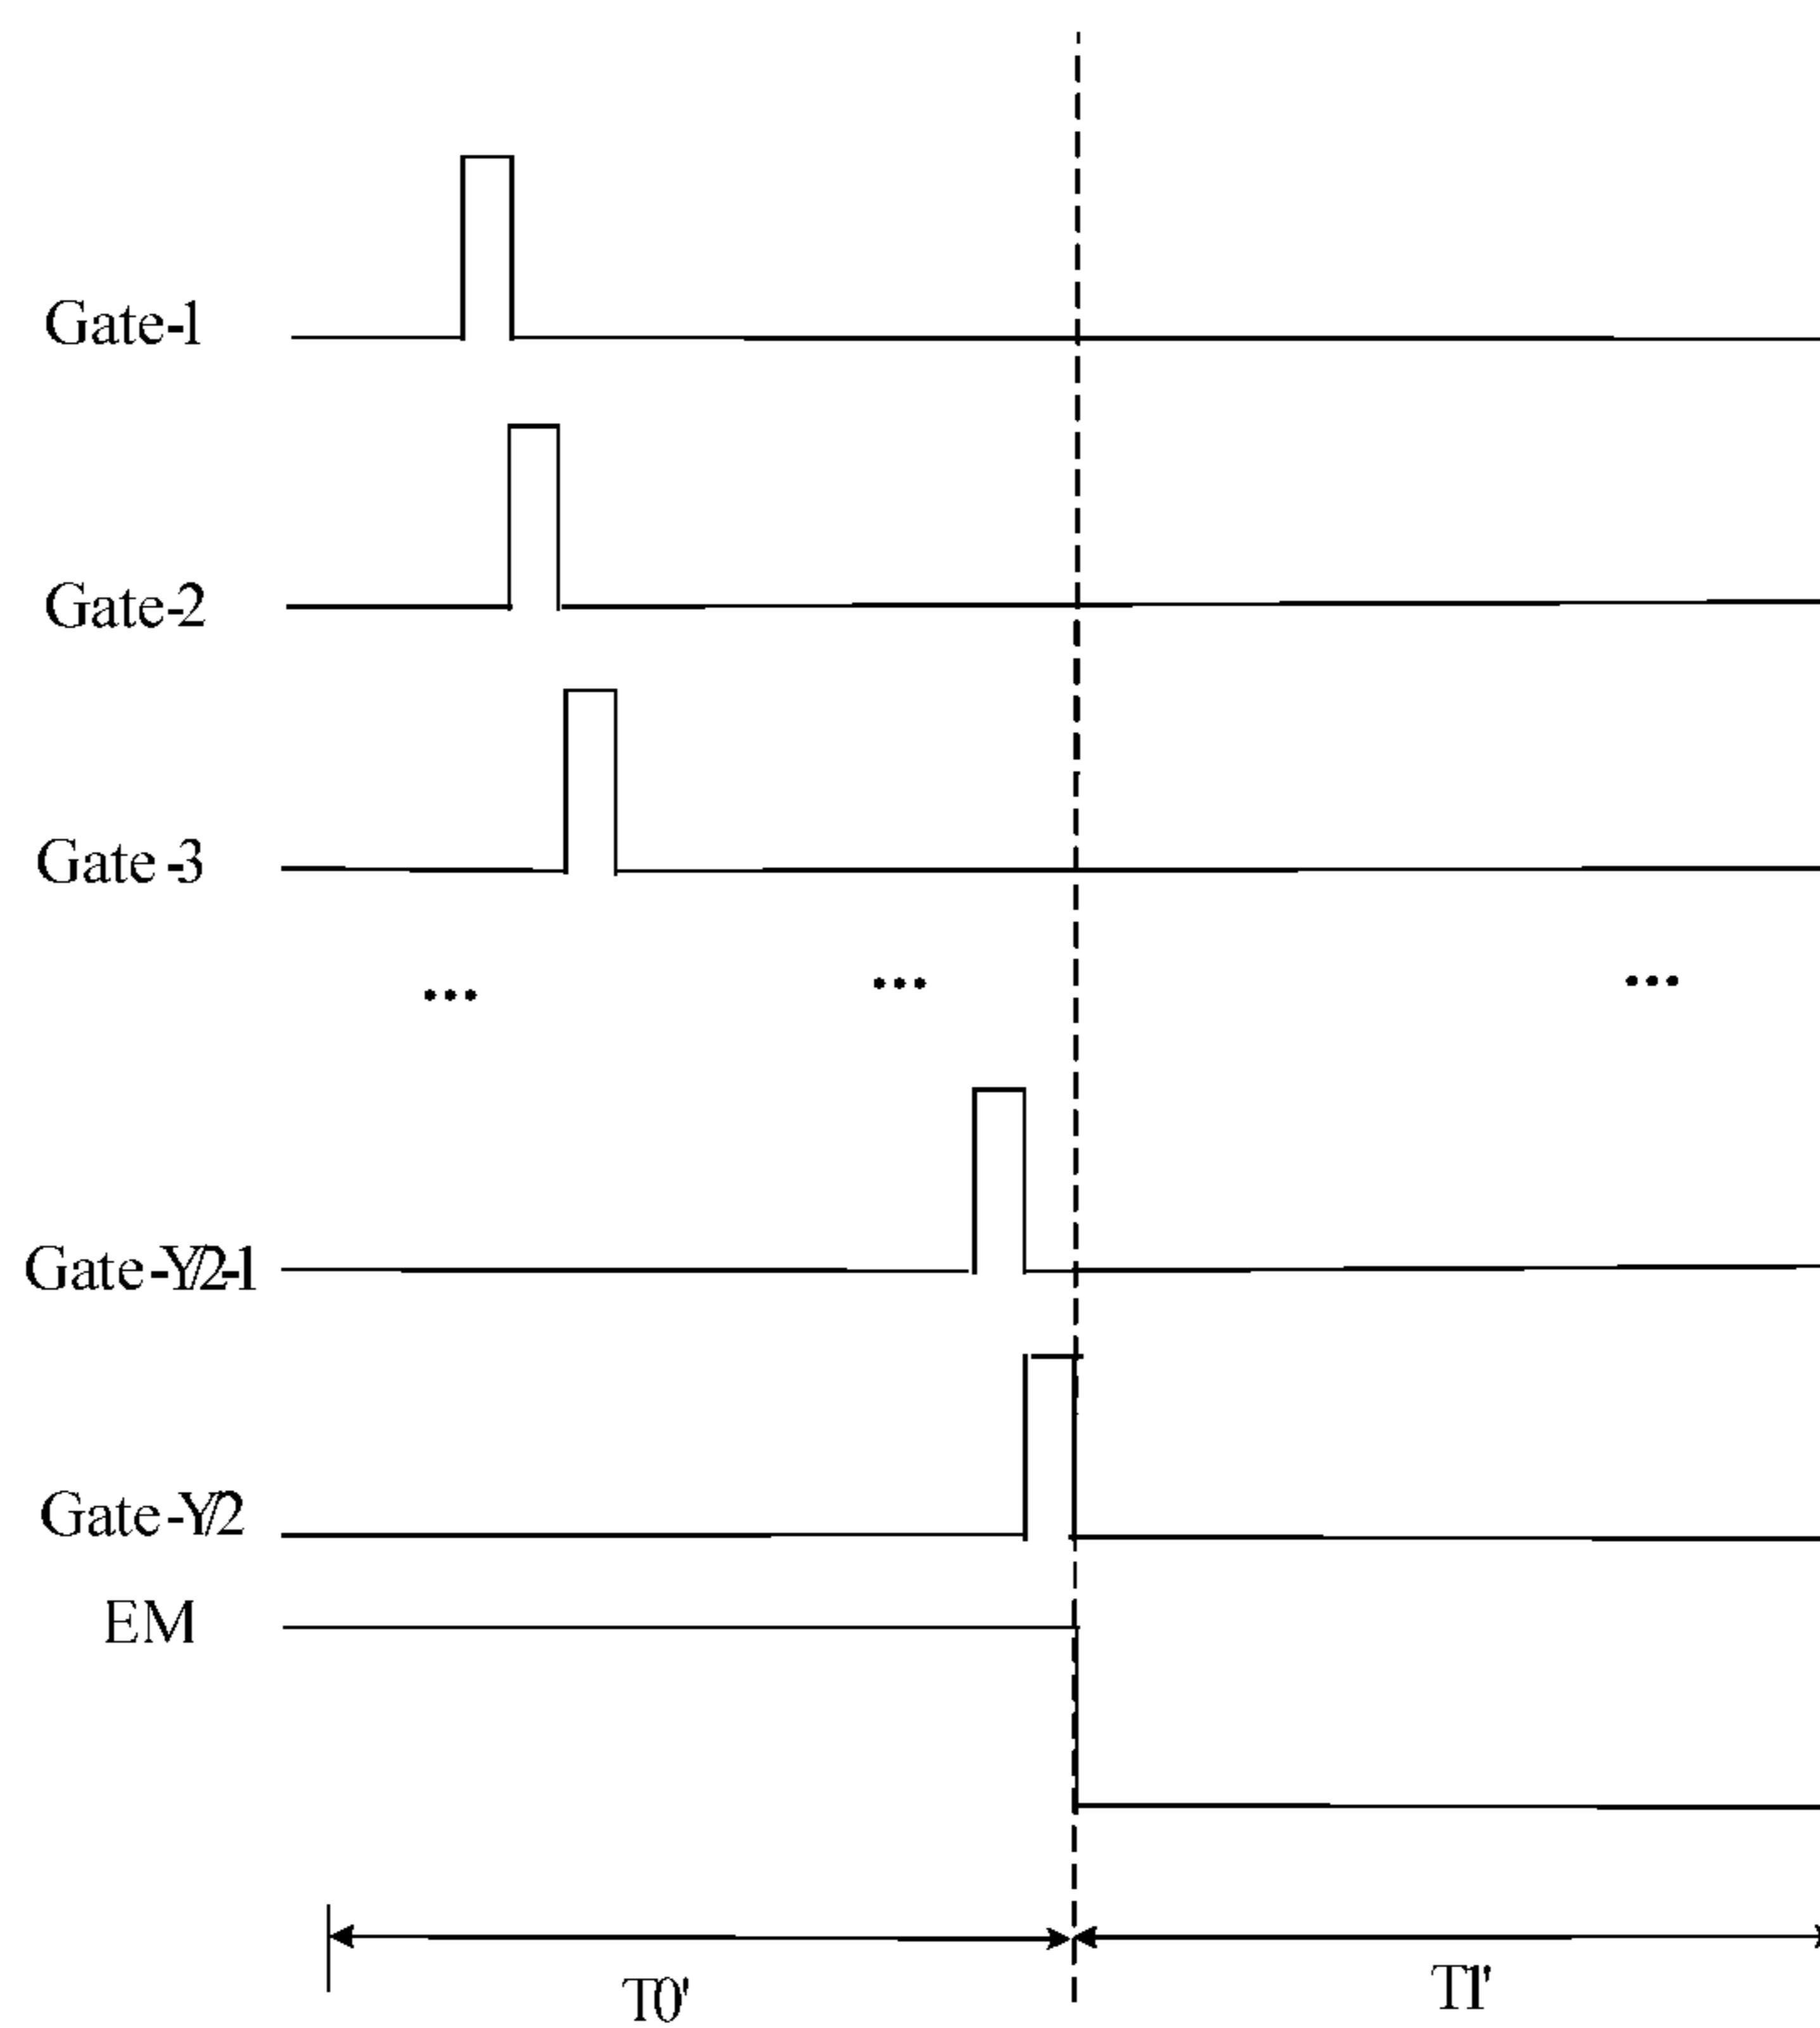 Gate-1
Gate-2
Gate-3
... ... ...
Gate-Y/2-1
Gate-Y/2
EM
T0' T1'